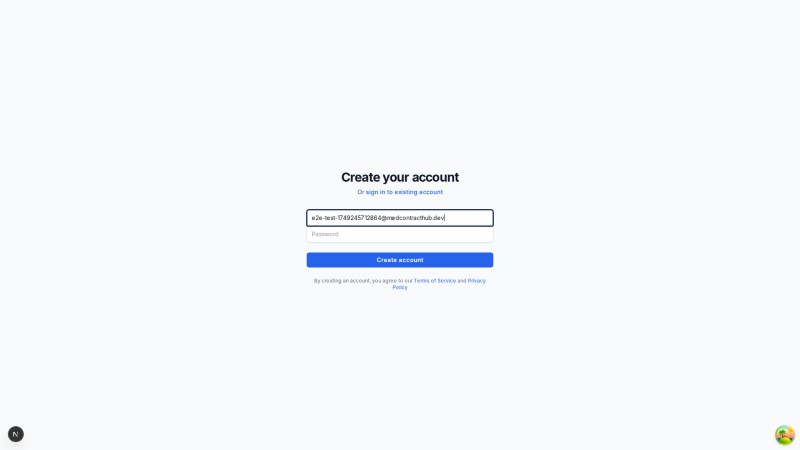 Create your account
Or sign in to existing account
e2e-test-1749245712864@medcontracthub.dev
Password
Create account
By creating an account, you agree to our Terms of Service and Privacy
Policy
N